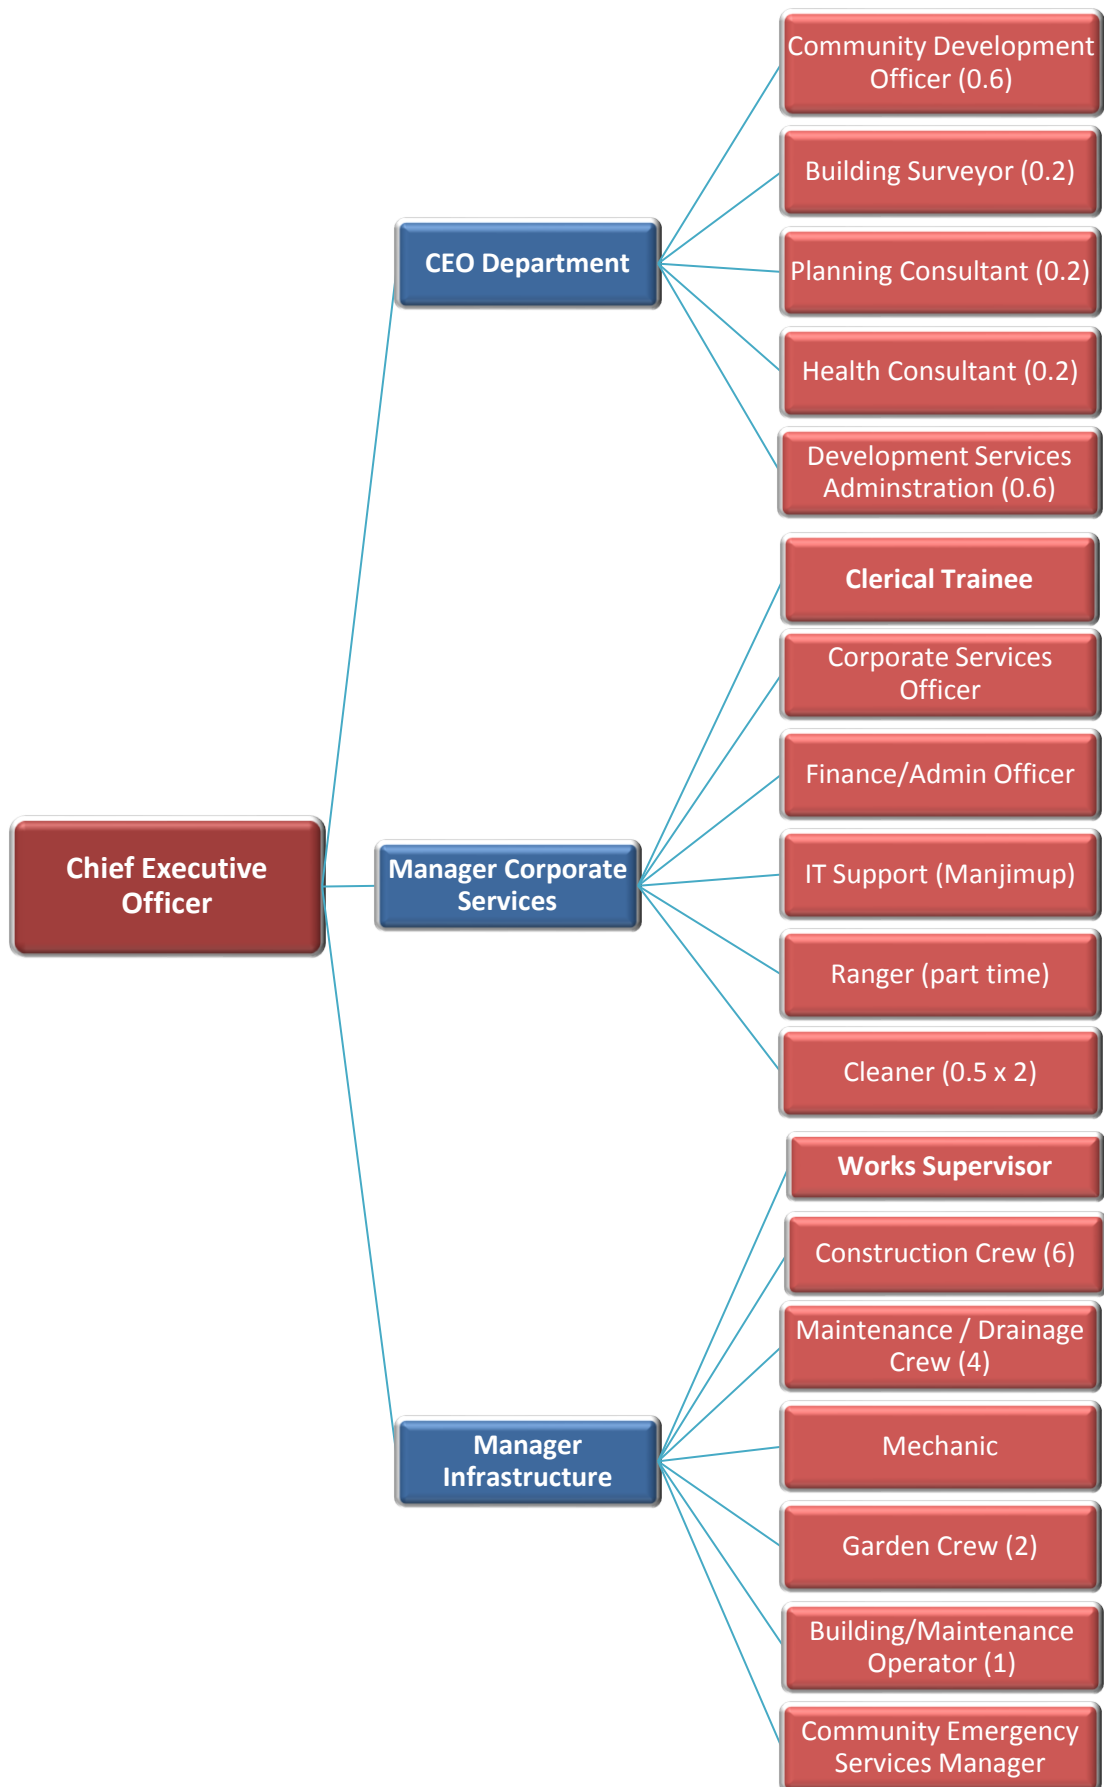 Community Development
Officer (0.6)
Building Surveyor (0.2)
CEO Department
Planning Consultant (0.2)
Health Consultant (0.2)
Development Services
Adminstration (0.6)
Clerical Trainee
Corporate Services
Officer
Finance/Admin Officer
Chief Executive
Officer
Manager Corporate
Services
IT Support (Manjimup)
Ranger (part time)
Cleaner (0.5 x 2)
Works Supervisor
Construction Crew (6)
Maintenance / Drainage
Crew (4)
Manager
Infrastructure
Mechanic
Garden Crew (2)
Building/Maintenance
Operator (1)
Community Emergency
Services Manager